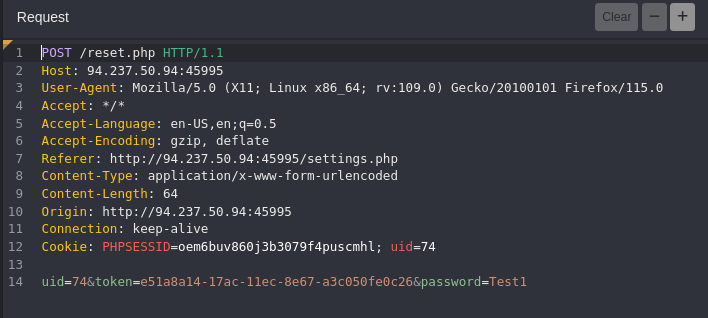 Request
Clear − +
1 POST /reset.php HTTP/1.1
2 Host: 94.237.50.94:45995
3 User-Agent: Mozilla/5.0 (X11; Linux x86_64; rv:109.0) Gecko/20100101 Firefox/115.0
4 Accept: */*
5 Accept-Language: en-US,en;q=0.5
6 Accept-Encoding: gzip, deflate
7 Referer: http://94.237.50.94:45995/settings.php
8 Content-Type: application/x-www-form-urlencoded
9 Content-Length: 64
10 Origin: http://94.237.50.94:45995
11 Connection: keep-alive
12 Cookie: PHPSESSID=oem6buv860j3b3079f4puscmhl; uid=74
13
14 uid=74&token=e51a8a14-17ac-11ec-8e67-a3c050fe0c26&password=Test1